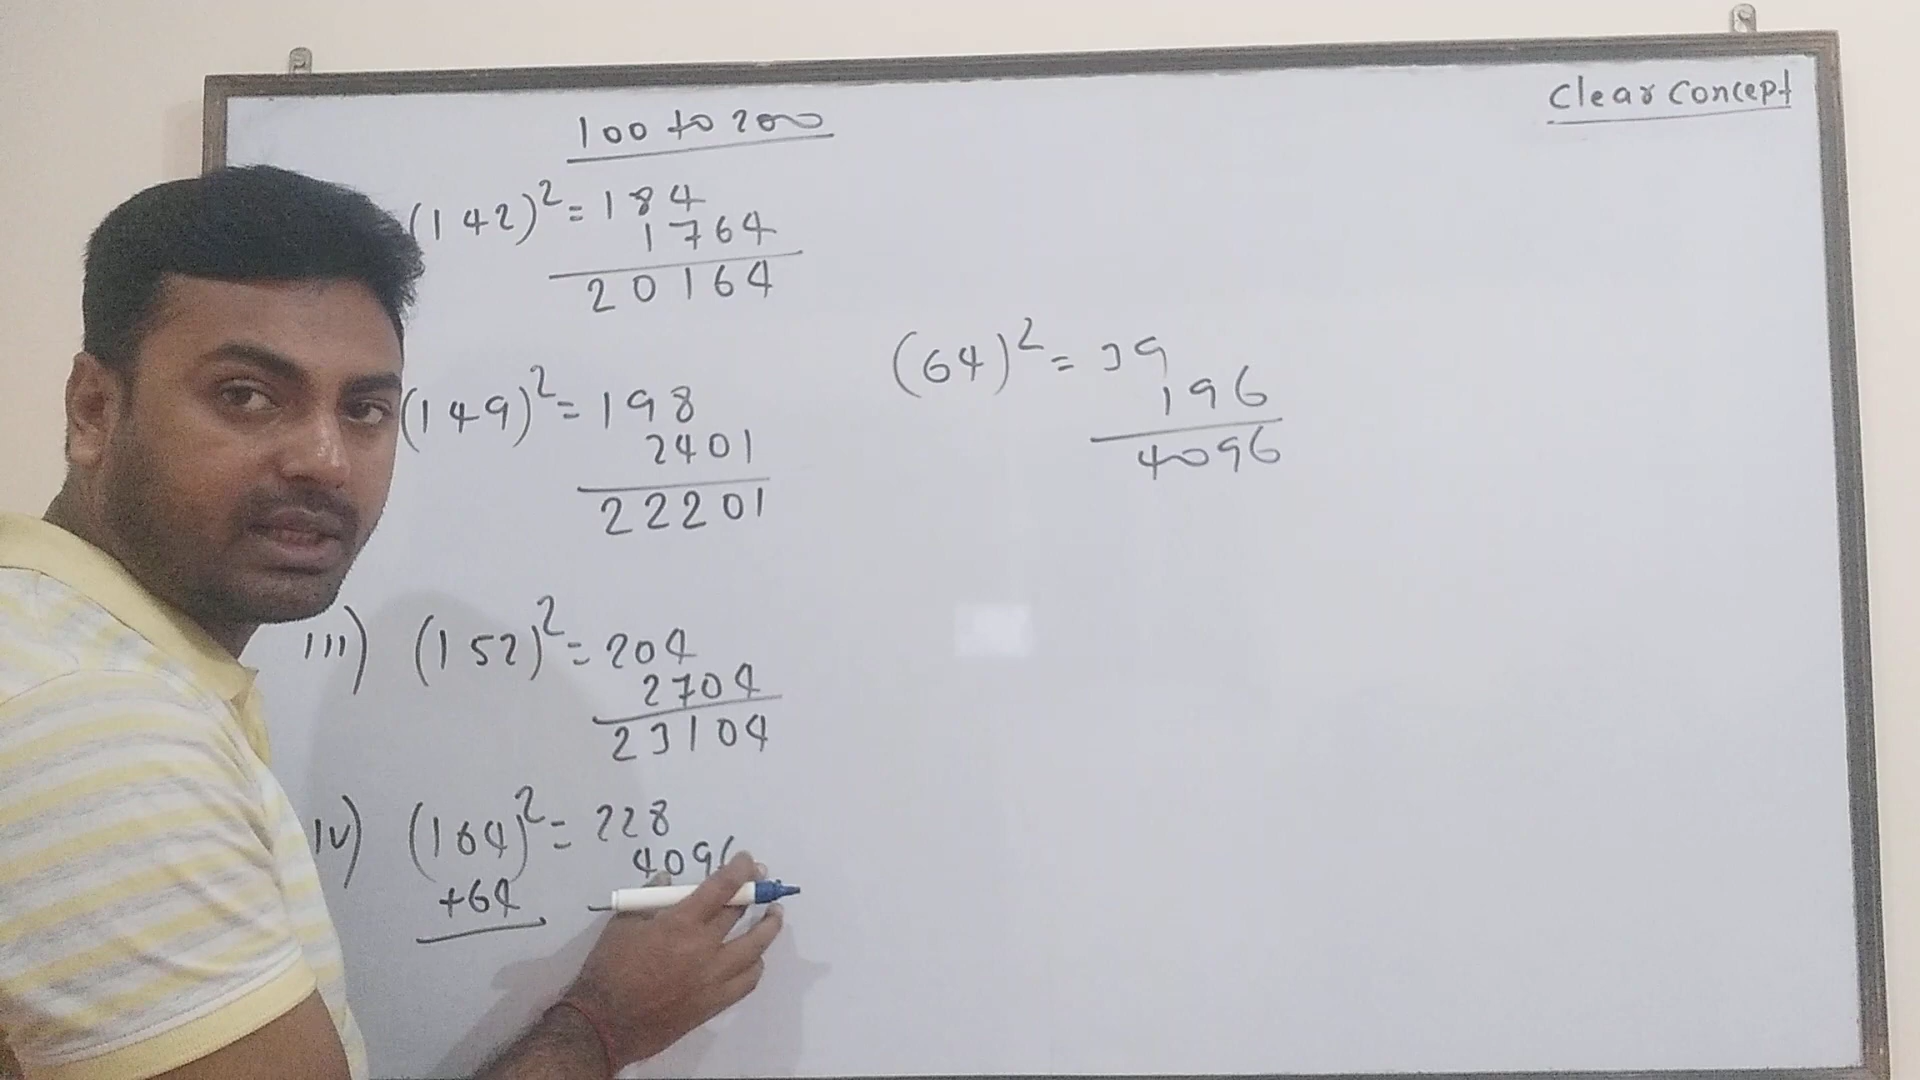 Clear Concept
100 to 200
(142)² = 184
1764
20164
(149)² = 198
2401
22201
(64)² = 39
196
4096
iii) (152)² = 204
2704
23104
iv) (164)² = 228
4096
+64